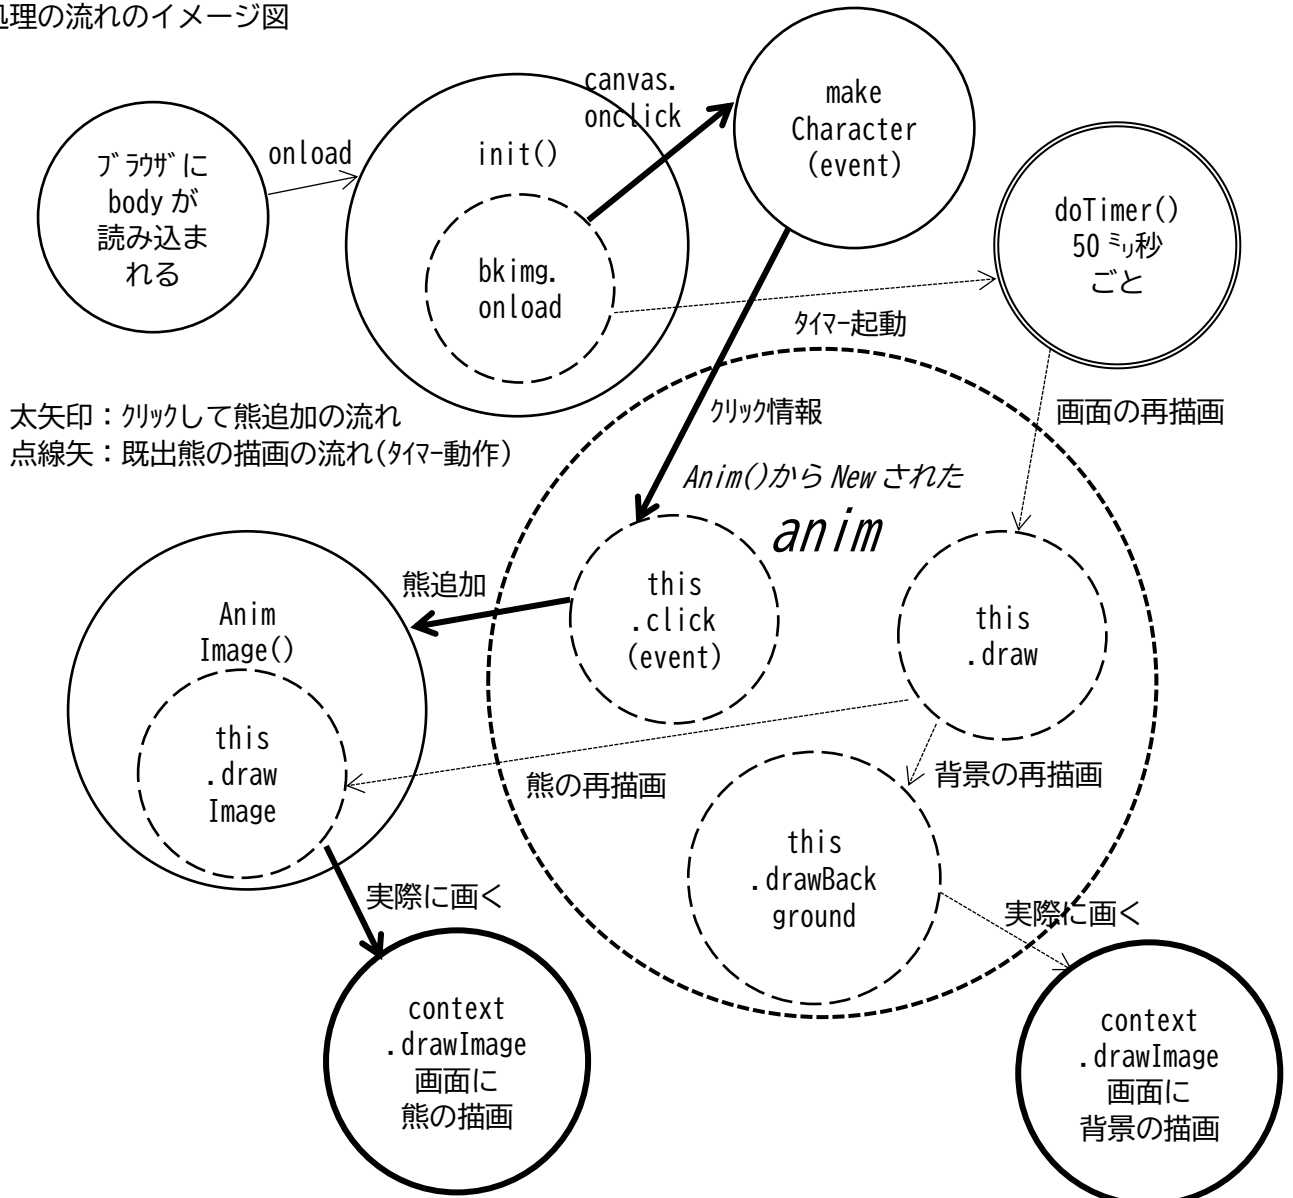 処理の流れのイメージ図
ﾌﾞﾗｳｻﾞに
body が
読み込ま
れる
onload
init()
bkimg.
onload
canvas.
onclick
make
Character
(event)
doTimer()
50 ﾐﾘ秒
ごと
ﾀｲﾏｰ起動
太矢印：ｸﾘｯｸして熊追加の流れ
点線矢：既出熊の描画の流れ(ﾀｲﾏｰ動作)
ｸﾘｯｸ情報
画面の再描画
Anim()から New された
anim
熊追加
this
.click
(event)
this
.draw
Anim
Image()
this
.draw
Image
熊の再描画
背景の再描画
this
.drawBack
ground
実際に画く
実際に画く
context
.drawImage
画面に
熊の描画
context
.drawImage
画面に
背景の描画